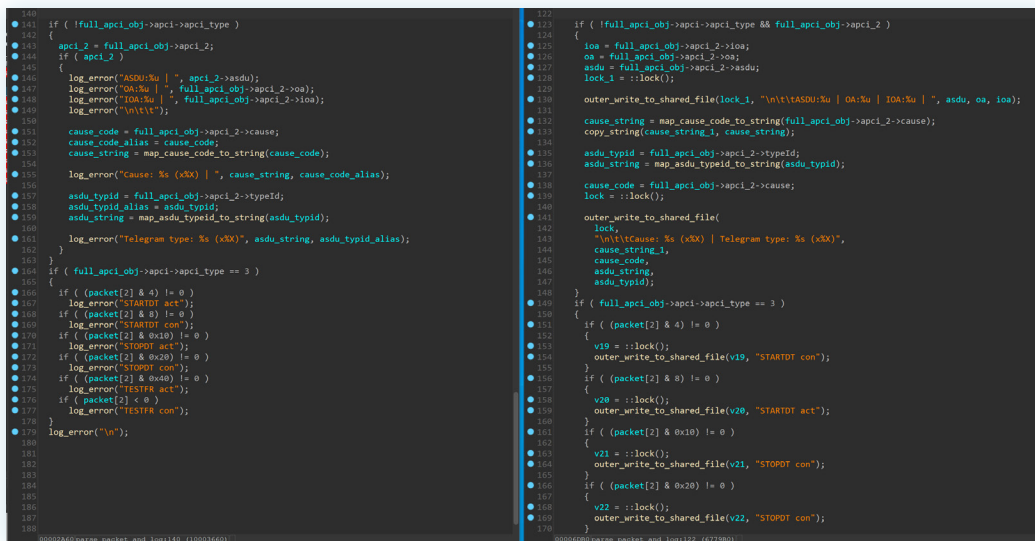 140
141 if ( !full_apci_obj->apci->apci_type )
142 {
143 apci_2 = full_apci_obj->apci_2;
144 if ( apci_2 )
145 {
146 log_error("ASDU:%u | ", apci_2->asdu);
147 log_error("OA:%u | ", full_apci_obj->apci_2->oa);
148 log_error("IOA:%u | ", full_apci_obj->apci_2->ioa);
149 log_error("\n\t\t");
150
151 cause_code = full_apci_obj->apci_2->cause;
152 cause_code_alias = cause_code;
153 cause_string = map_cause_code_to_string(cause_code);
154
155 log_error("Cause: %s (x%X) | ", cause_string, cause_code_alias);
156
157 asdu_typid = full_apci_obj->apci_2->typeId;
158 asdu_typid_alias = asdu_typid;
159 asdu_string = map_asdu_typeid_to_string(asdu_typid);
160
161 log_error("Telegram type: %s (x%X)", asdu_string, asdu_typid_alias);
162 }
163 }
164 if ( full_apci_obj->apci->apci_type == 3 )
165 {
166 if ( (packet[2] & 4) != 0 )
167 log_error("STARTDT act");
168 if ( (packet[2] & 8) != 0 )
169 log_error("STARTDT con");
170 if ( (packet[2] & 0x10) != 0 )
171 log_error("STOPDT act");
172 if ( (packet[2] & 0x20) != 0 )
173 log_error("STOPDT con");
174 if ( (packet[2] & 0x40) != 0 )
175 log_error("TESTFR act");
176 if ( packet[2] < 0 )
177 log_error("TESTFR con");
178 }
179 log_error("\n");
180
181
182
183
184
185
186
187
188
00002A60 parse_packet_and_log:140 (10003660)
122
123 if ( !full_apci_obj->apci->apci_type && full_apci_obj->apci_2 )
124 {
125 ioa = full_apci_obj->apci_2->ioa;
126 oa = full_apci_obj->apci_2->oa;
127 asdu = full_apci_obj->apci_2->asdu;
128 lock_1 = ::lock();
129
130 outer_write_to_shared_file(lock_1, "\n\t\tASDU:%u | OA:%u | IOA:%u | ", asdu, oa, ioa);
131
132 cause_string = map_cause_code_to_string(full_apci_obj->apci_2->cause);
133 copy_string(cause_string_1, cause_string);
134
135 asdu_typid = full_apci_obj->apci_2->typeId;
136 asdu_string = map_asdu_typeid_to_string(asdu_typid);
137
138 cause_code = full_apci_obj->apci_2->cause;
139 lock = ::lock();
140
141 outer_write_to_shared_file(
142 lock,
143 "\n\t\tCause: %s (x%X) | Telegram type: %s (x%X)",
144 cause_string_1,
145 cause_code,
146 asdu_string,
147 asdu_typid);
148 }
149 if ( full_apci_obj->apci->apci_type == 3 )
150 {
151 if ( (packet[2] & 4) != 0 )
152 {
153 v19 = ::lock();
154 outer_write_to_shared_file(v19, "STARTDT con");
155 }
156 if ( (packet[2] & 8) != 0 )
157 {
158 v20 = ::lock();
159 outer_write_to_shared_file(v20, "STARTDT act");
160 }
161 if ( (packet[2] & 0x10) != 0 )
162 {
163 v21 = ::lock();
164 outer_write_to_shared_file(v21, "STOPDT con");
165 }
166 if ( (packet[2] & 0x20) != 0 )
167 {
168 v22 = ::lock();
169 outer_write_to_shared_file(v22, "STOPDT con");
170 }